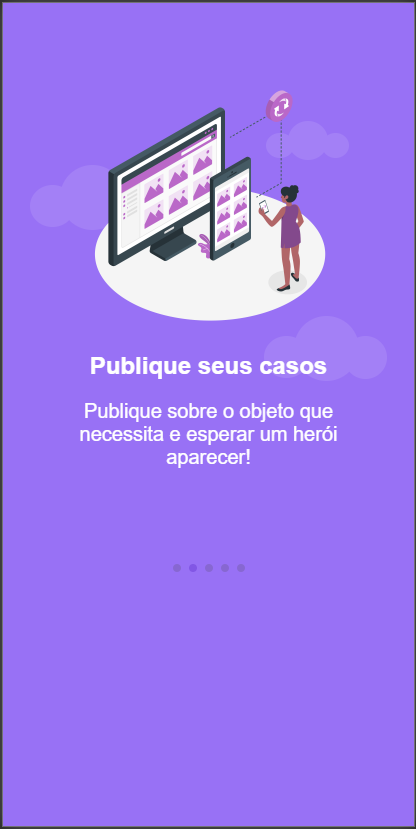 Publique seus casos
Publique sobre o objeto que
necessita e esperar um herói
aparecer!